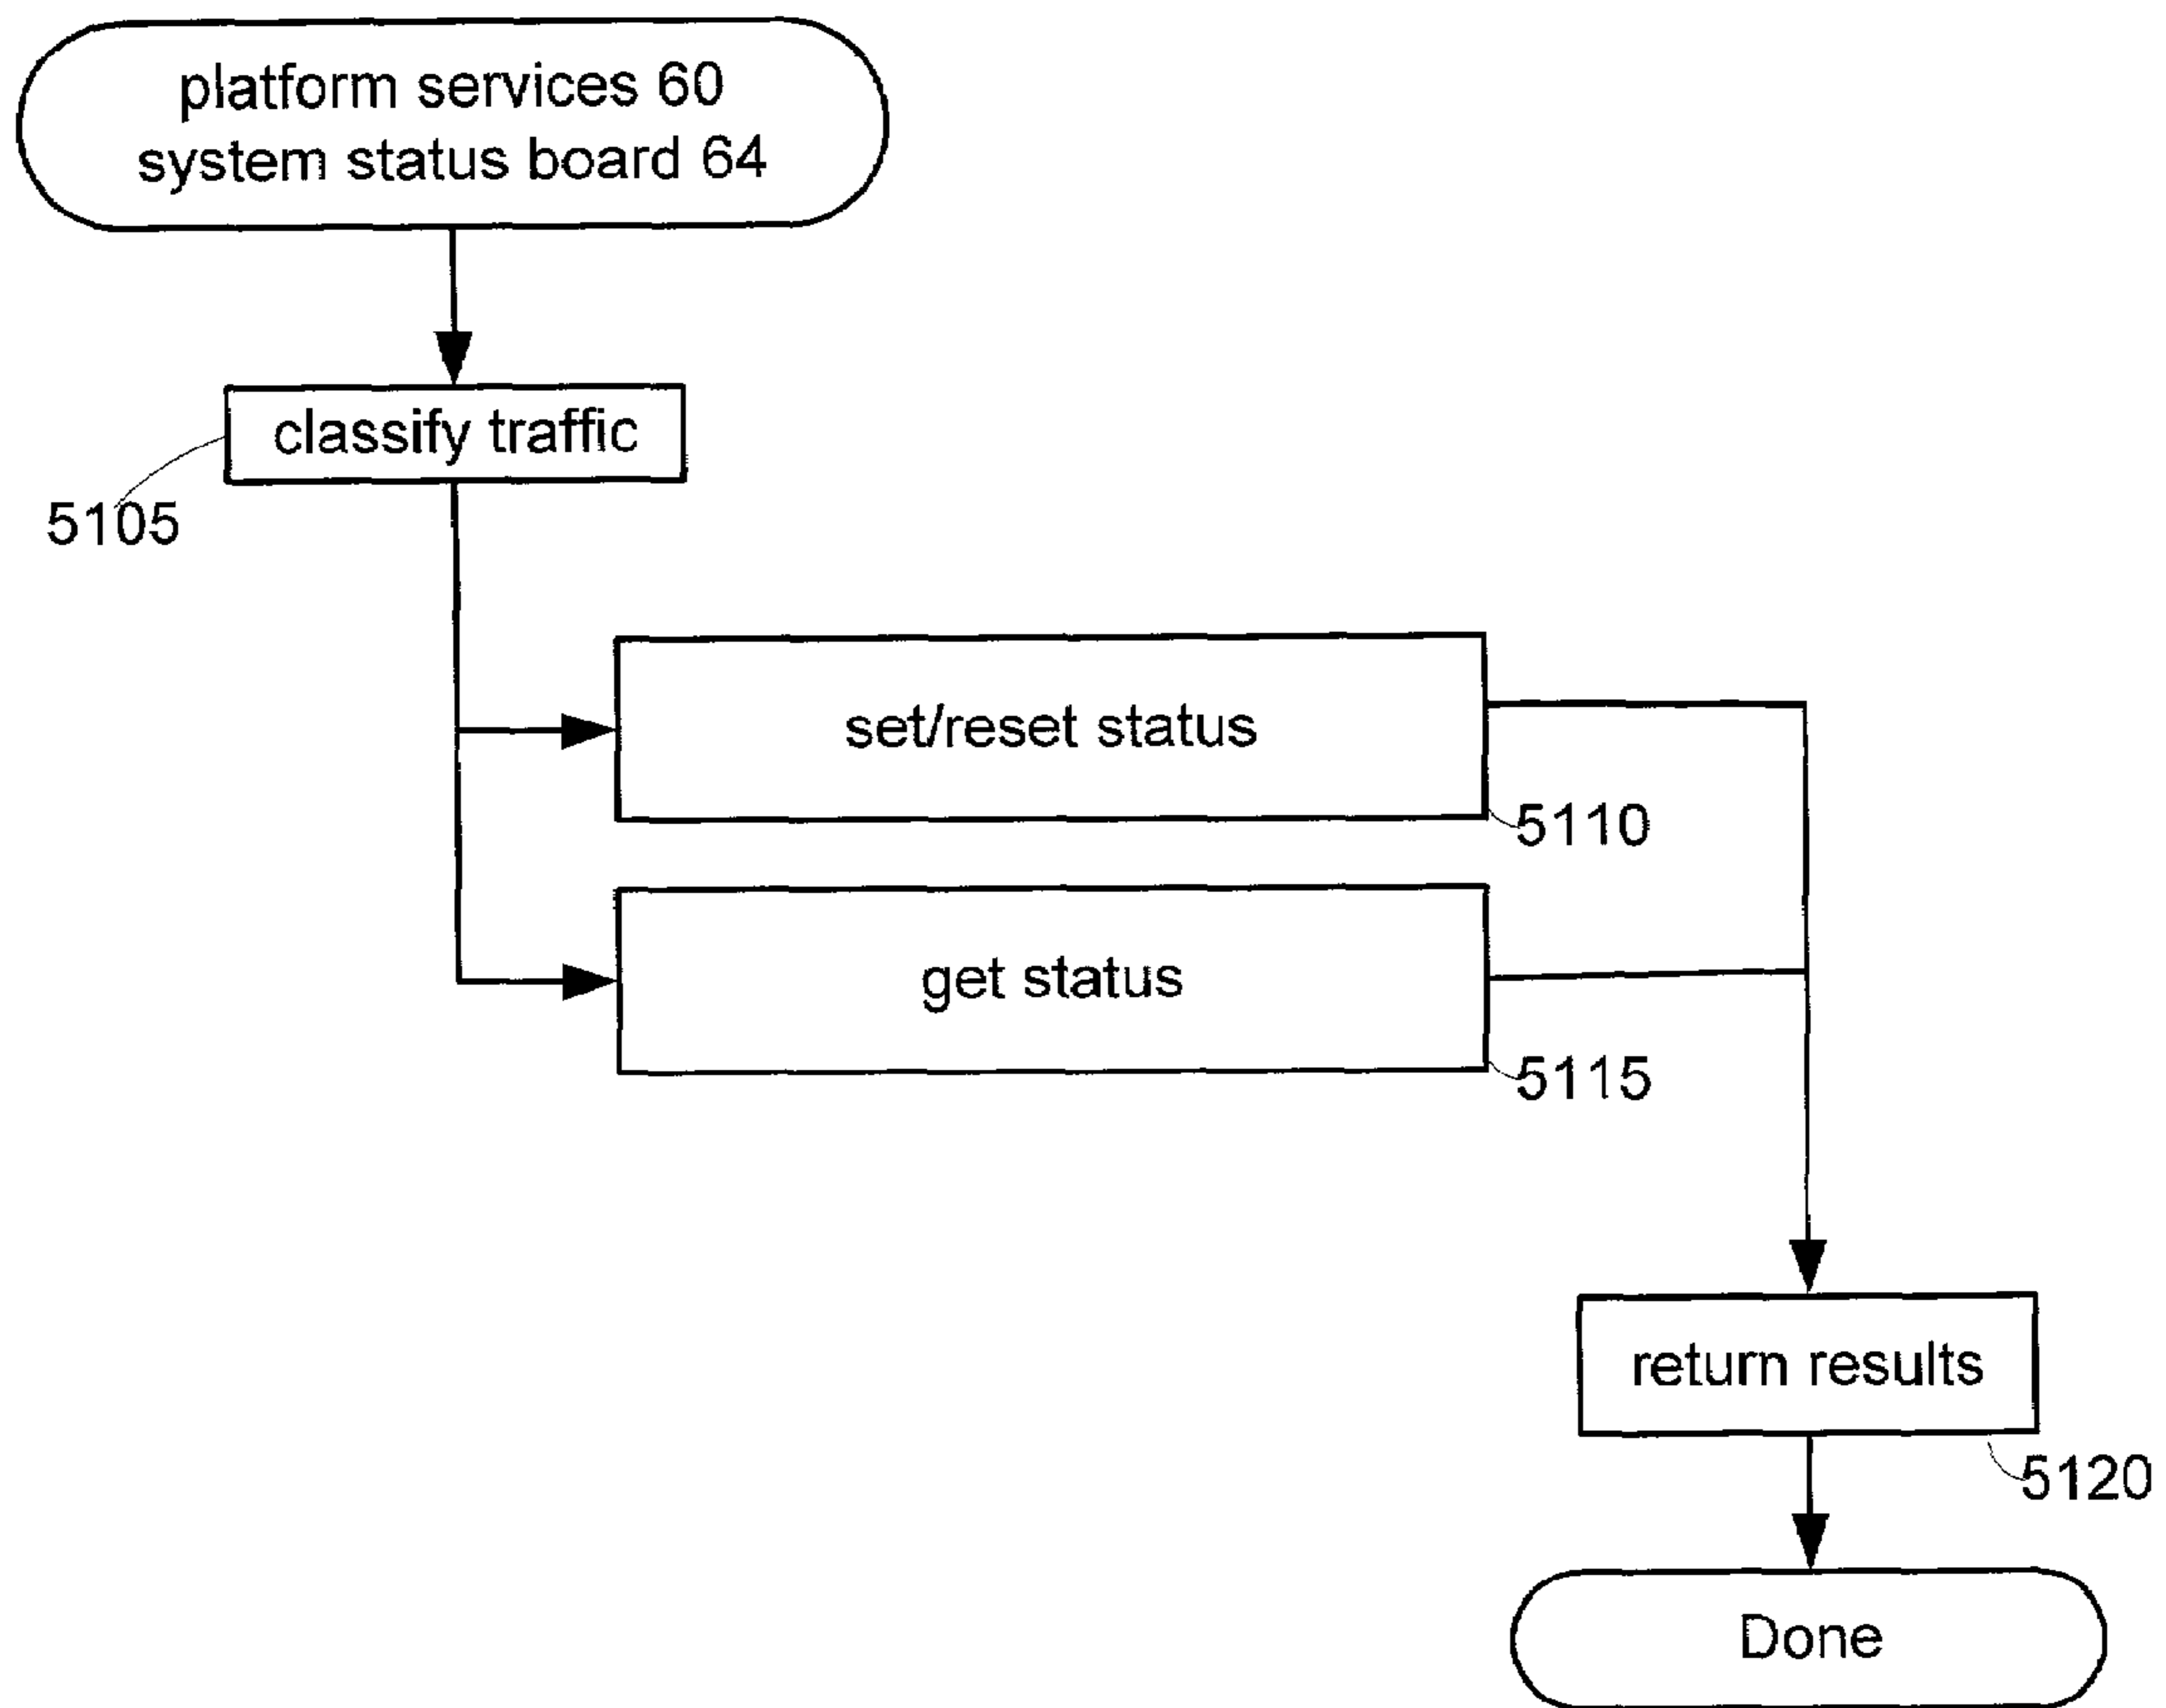 platform services 60
system status board 64
classify traffic
5105
set/reset status
5110
get status
5115
return results
5120
Done